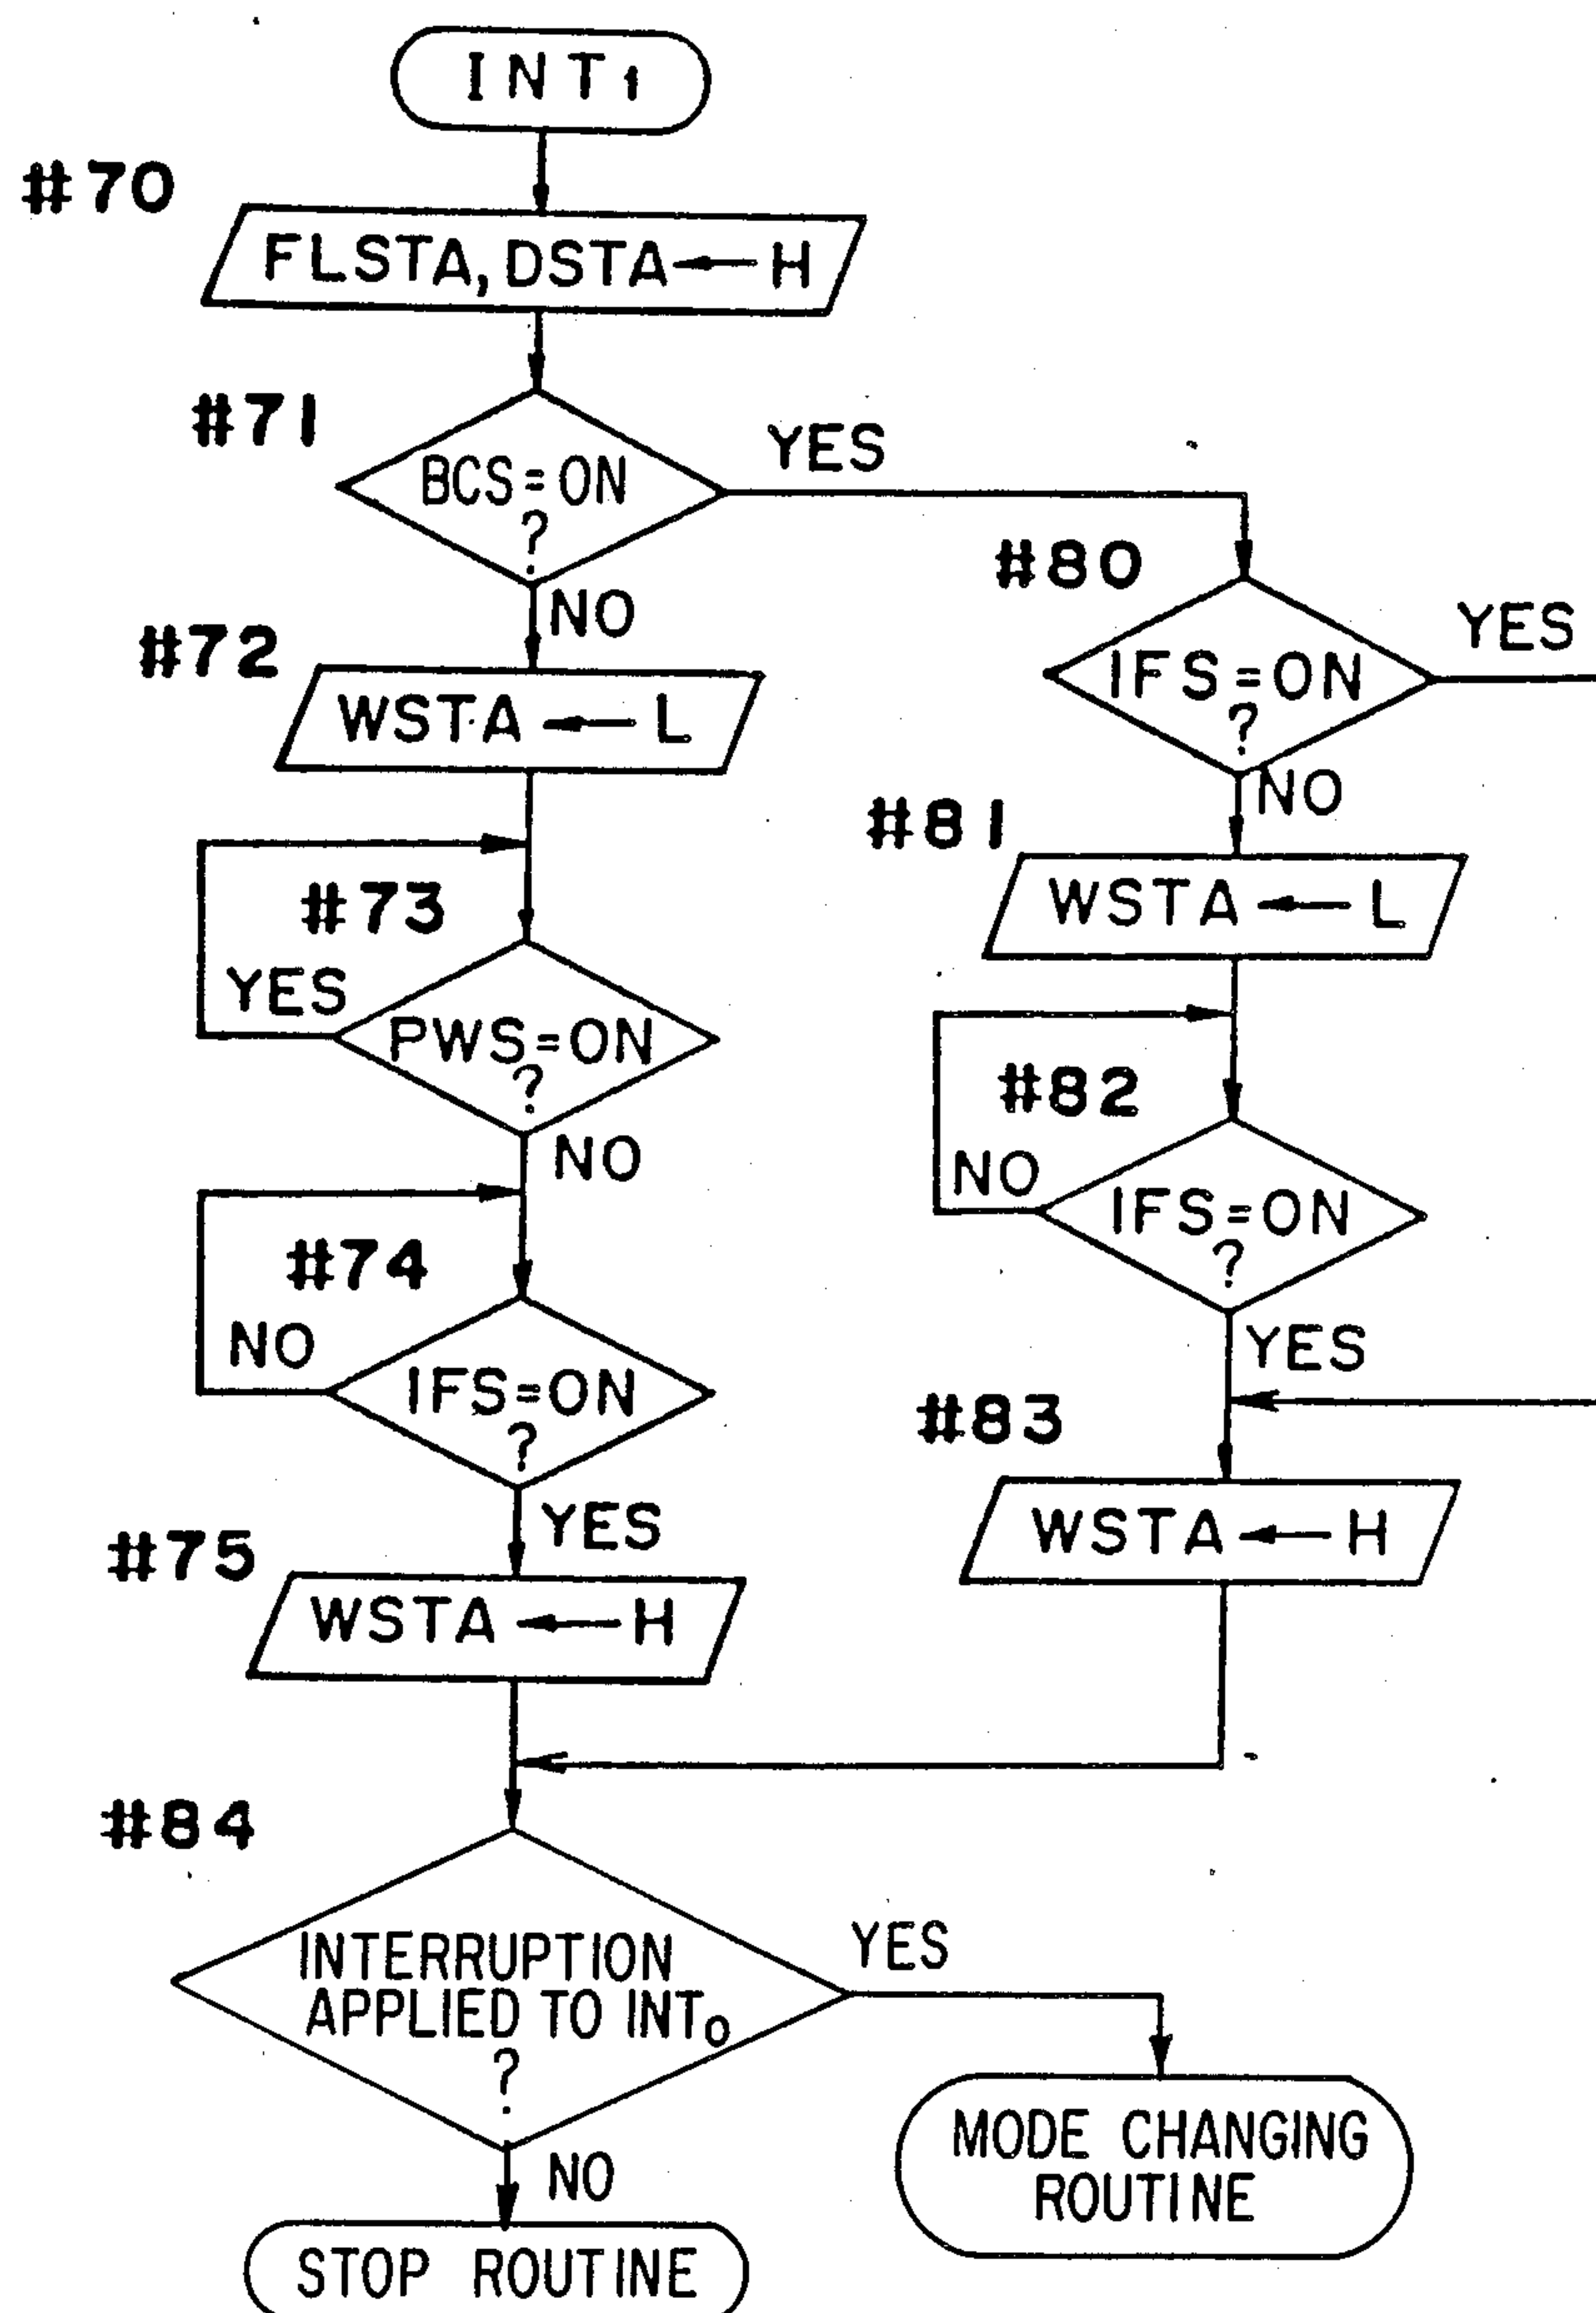 INT1
#70
FLSTA, DSTA ← H
#71
BCS=ON
?
YES
NO
#72
WSTA ← L
#73
YES
PWS=ON
?
NO
#74
NO
IFS=ON
?
YES
#75
WSTA ← H
#80
YES
IFS=ON
?
NO
#81
WSTA ← L
#82
NO
IFS=ON
?
YES
#83
WSTA ← H
#84
INTERRUPTION
APPLIED TO INT0
?
YES
NO
MODE CHANGING
ROUTINE
STOP ROUTINE